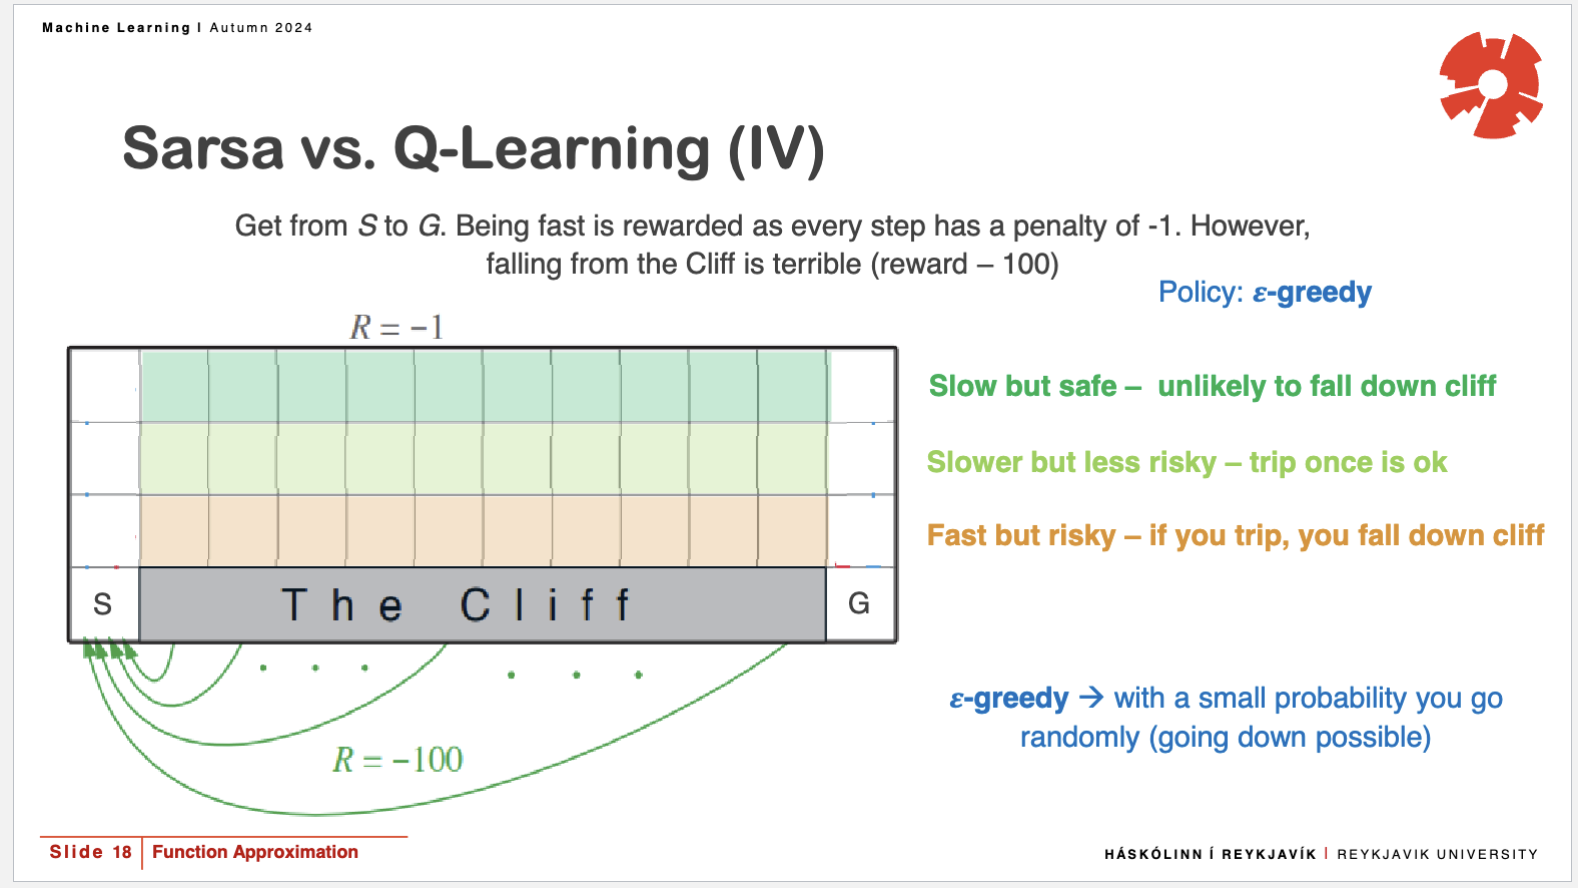 Machine Learning I Autumn 2024
Sarsa vs. Q-Learning (IV)
Get from S to G. Being fast is rewarded as every step has a penalty of -1. However,
falling from the Cliff is terrible (reward – 100)
Policy: ε-greedy
R = −1
Slow but safe – unlikely to fall down cliff
Slower but less risky – trip once is ok
Fast but risky – if you trip, you fall down cliff
S
The Cliff
G
R = −100
ε-greedy → with a small probability you go
randomly (going down possible)
Slide 18 Function Approximation
HÁSKÓLINN Í REYKJAVÍK I REYKJAVIK UNIVERSITY